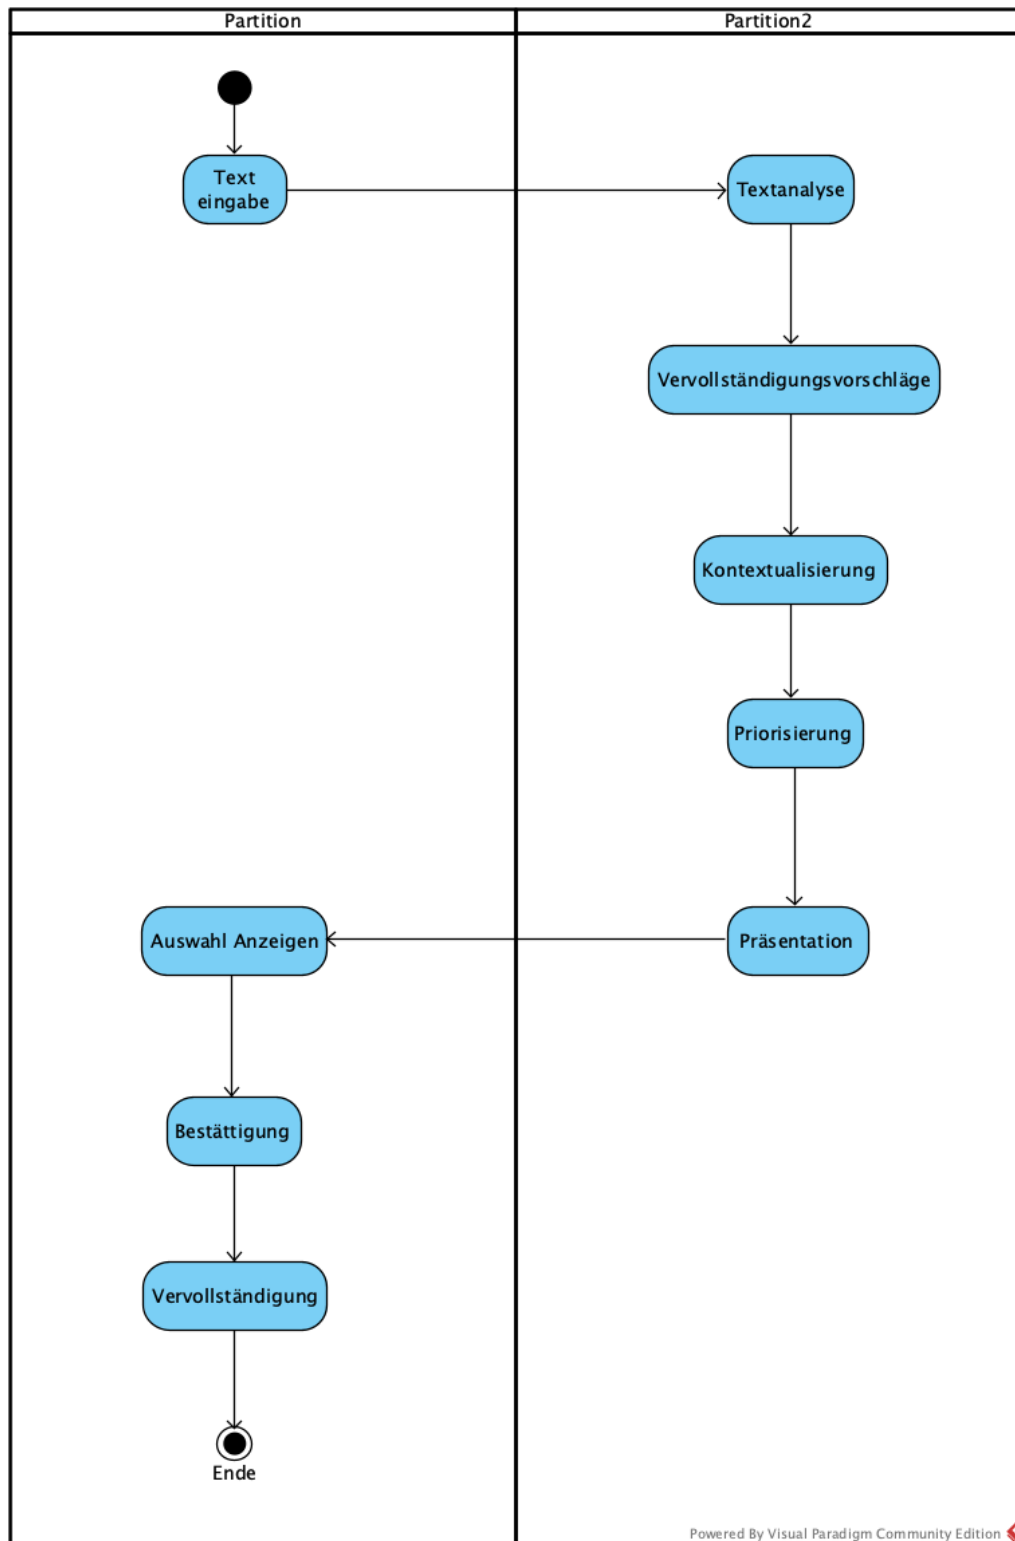 Partition
Partition2
Text
eingabe
Textanalyse
Vervollständigungsvorschläge
Kontextualisierung
Priorisierung
Auswahl Anzeigen
Präsentation
Bestättigung
Vervollständigung
Ende
Powered By Visual Paradigm Community Edition